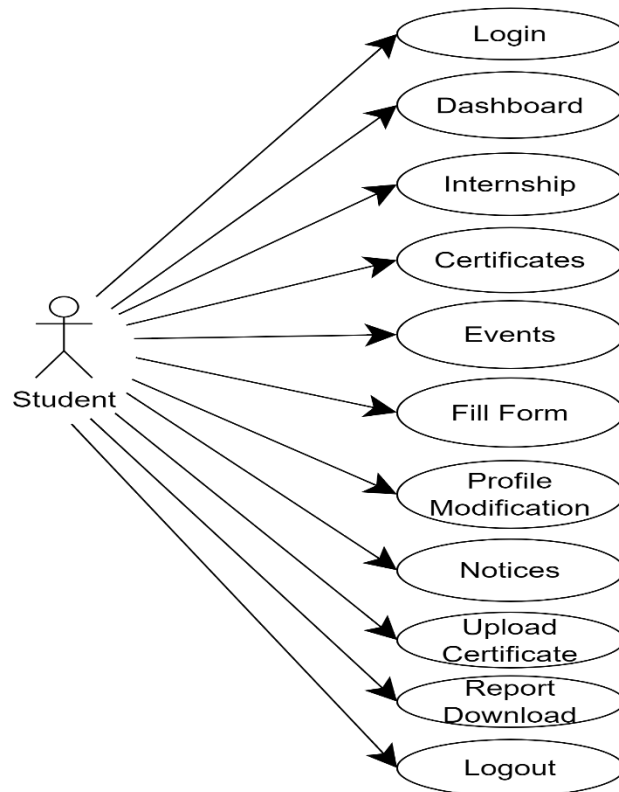 Login
Dashboard
Internship
Certificates
Events
Student
Fill Form
Profile
Modification
Notices
Upload
Certificate
Report
Download
Logout